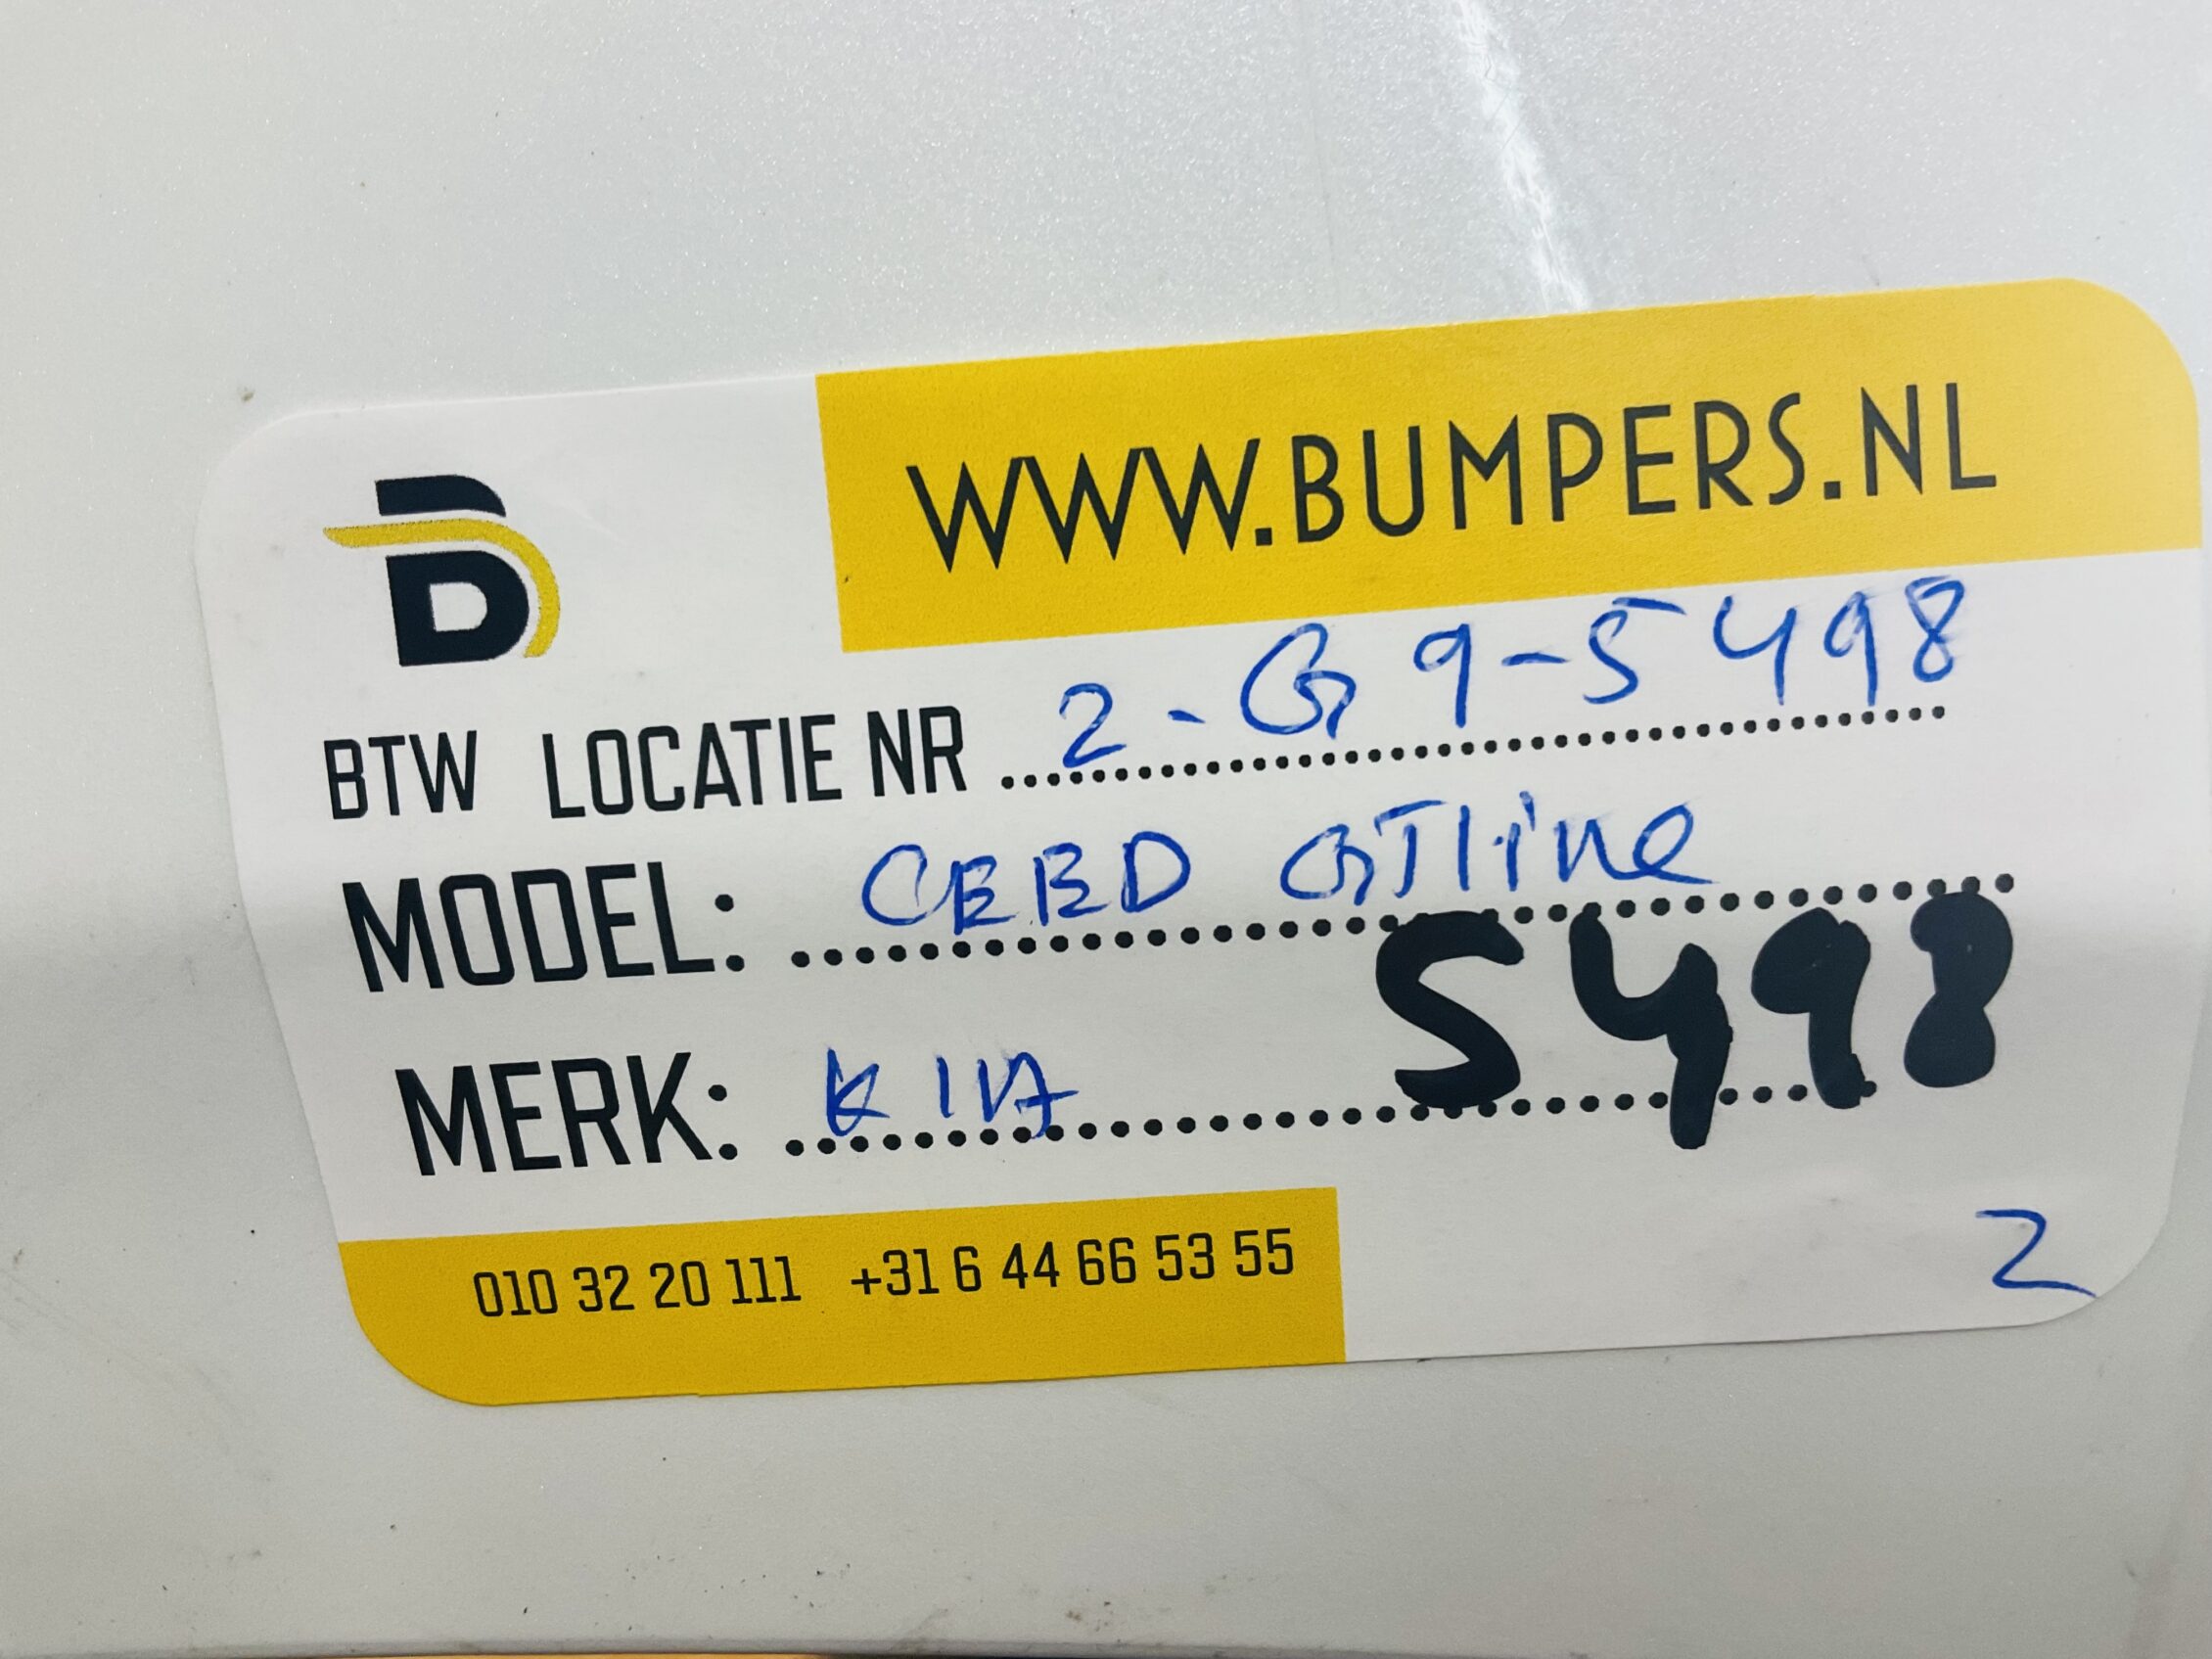 B
WWW.BUMPERS.NL
BTW LOCATIE NR 2-G9-5498
MODEL: CEED GTline
5498
MERK: KIA
010 32 20 111 +31 6 44 66 53 55
2